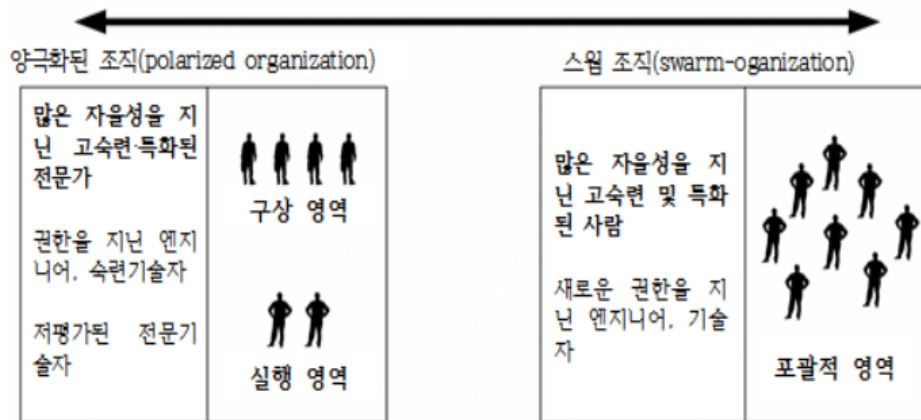 양극화된 조직(polarized organization)
많은 자율성을 지
닌 고숙련·특화된
전문가
권한을 지닌 엔지
니어, 숙련기술자
저평가된 전문기
술자
구상 영역
실행 영역
스웜 조직(swarm-oganization)
많은 자율성을 지
닌 고숙련 및 특화
된 사람
새로운 권한을 지
닌 엔지니어, 기술
자
포괄적 영역